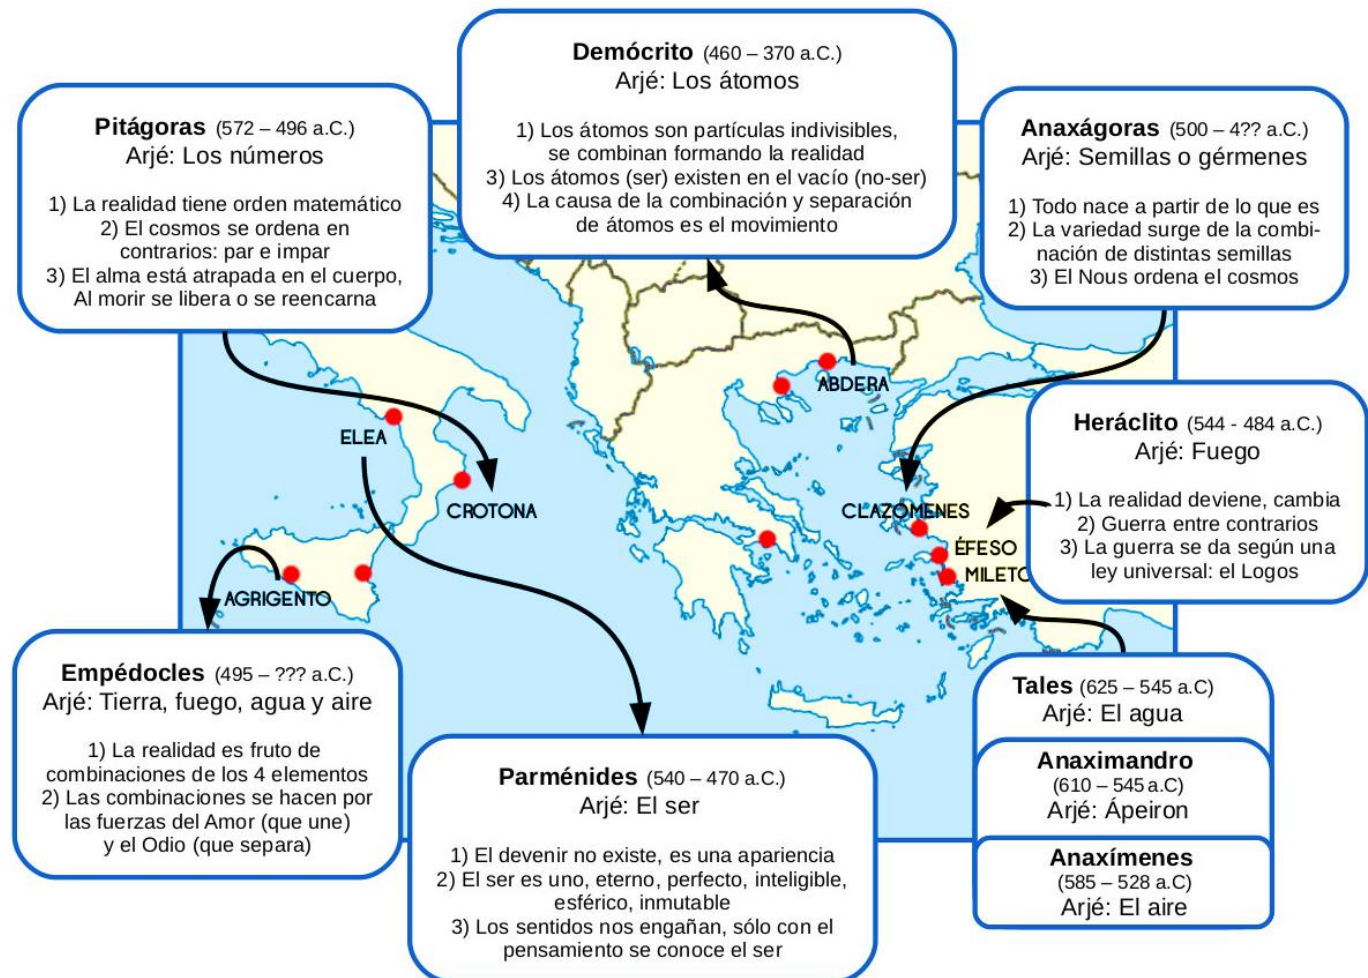 Demócrito (460 – 370 a.C.)
Arjé: Los átomos
1) Los átomos son partículas indivisibles,
se combinan formando la realidad
3) Los átomos (ser) existen en el vacío (no-ser)
4) La causa de la combinación y separación
de átomos es el movimiento
Pitágoras (572 – 496 a.C.)
Arjé: Los números
1) La realidad tiene orden matemático
2) El cosmos se ordena en
contrarios: par e impar
3) El alma está atrapada en el cuerpo,
Al morir se libera o se reencarna
Anaxágoras (500 – 4?? a.C.)
Arjé: Semillas o gérmenes
1) Todo nace a partir de lo que es
2) La variedad surge de la combi-
nación de distintas semillas
3) El Nous ordena el cosmos
ABDERA
ELEA
CROTONA
CLAZÓMENES
ÉFESO
MILETO
AGRIGENTO
Heráclito (544 - 484 a.C.)
Arjé: Fuego
1) La realidad deviene, cambia
2) Guerra entre contrarios
3) La guerra se da según una
ley universal: el Logos
Empédocles (495 – ??? a.C.)
Arjé: Tierra, fuego, agua y aire
1) La realidad es fruto de
combinaciones de los 4 elementos
2) Las combinaciones se hacen por
las fuerzas del Amor (que une)
y el Odio (que separa)
Parménides (540 – 470 a.C.)
Arjé: El ser
1) El devenir no existe, es una apariencia
2) El ser es uno, eterno, perfecto, inteligible,
esférico, inmutable
3) Los sentidos nos engañan, sólo con el
pensamiento se conoce el ser
Tales (625 – 545 a.C)
Arjé: El agua
Anaximandro
(610 – 545 a.C)
Arjé: Ápeiron
Anaxímenes
(585 – 528 a.C)
Arjé: El aire